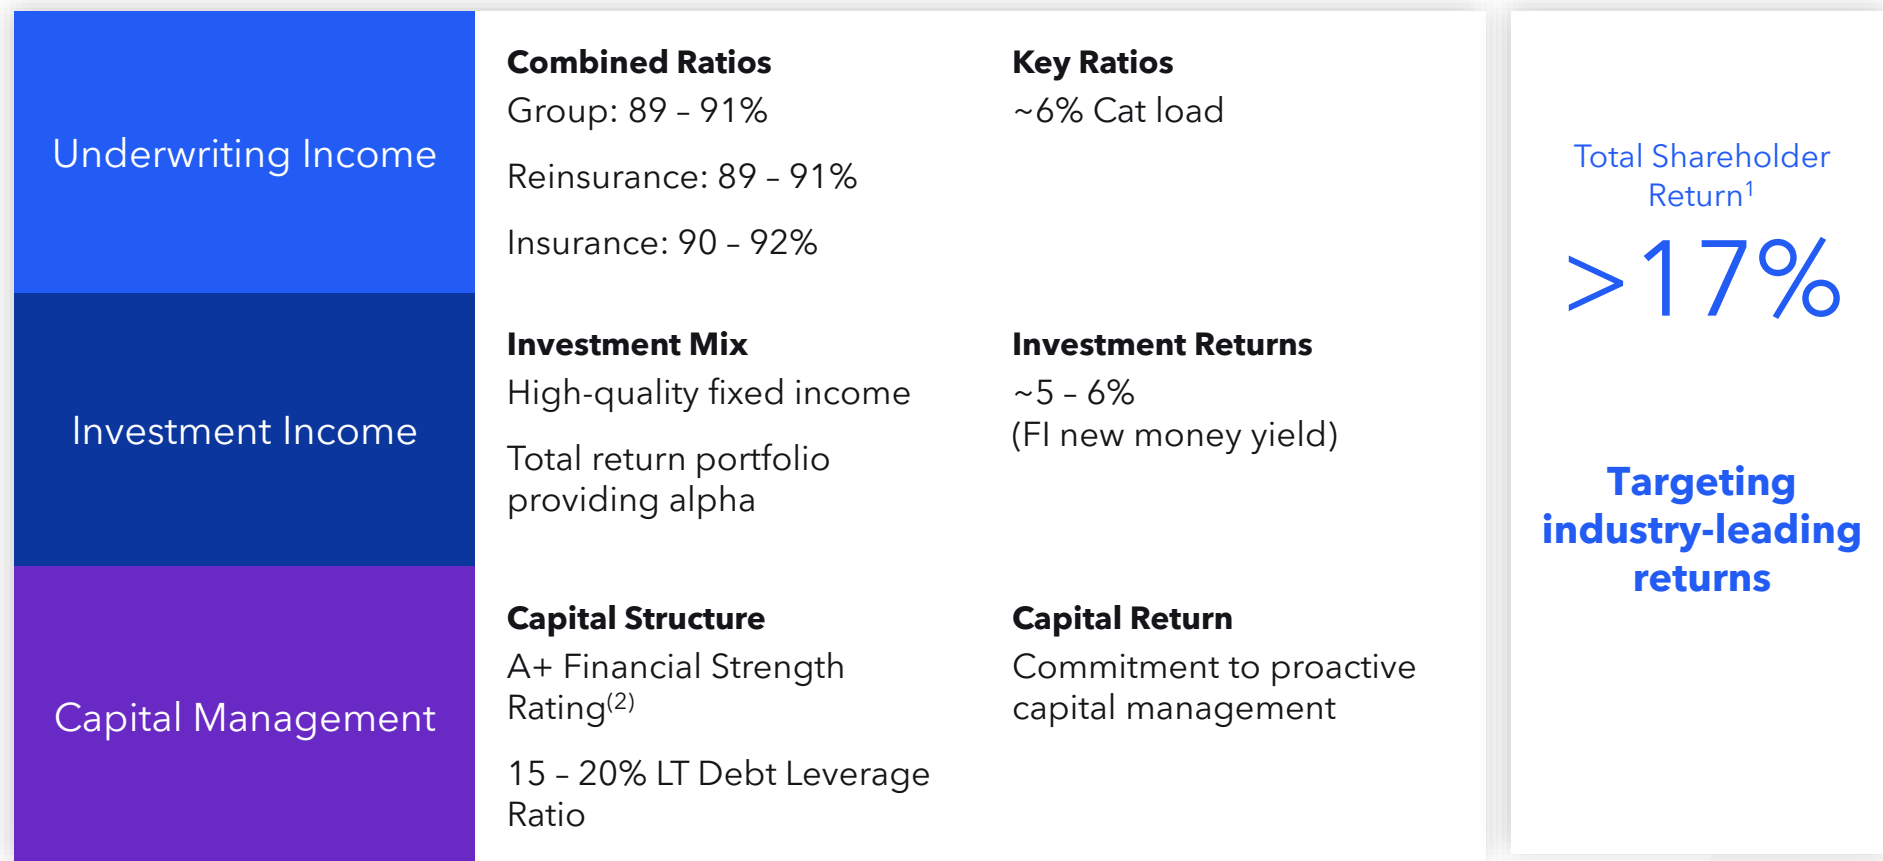 Underwriting Income
Combined Ratios
Group: 89 – 91%
Reinsurance: 89 – 91%
Insurance: 90 – 92%
Key Ratios
~6% Cat load
Investment Income
Investment Mix
High-quality fixed income
Total return portfolio
providing alpha
Investment Returns
~5 – 6%
(FI new money yield)
Capital Management
Capital Structure
A+ Financial Strength
Rating(2)
15 – 20% LT Debt Leverage
Ratio
Capital Return
Commitment to proactive
capital management
Total Shareholder
Return1
>17%
Targeting
industry-leading
returns